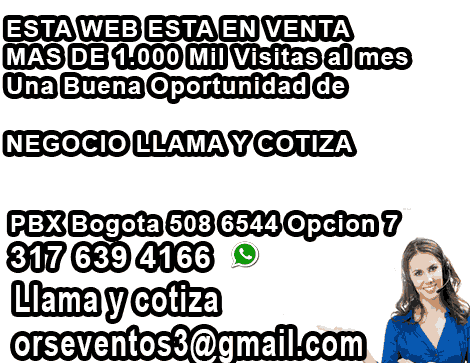 ESTA WEB ESTA EN VENTA
MAS DE 1.000 Mil Visitas al mes
Una Buena Oportunidad de
NEGOCIO LLAMA Y COTIZA
PBX Bogota 508 6544 Opcion 7
317 639 4166
Llama y cotiza
orseventos3@gmail.com